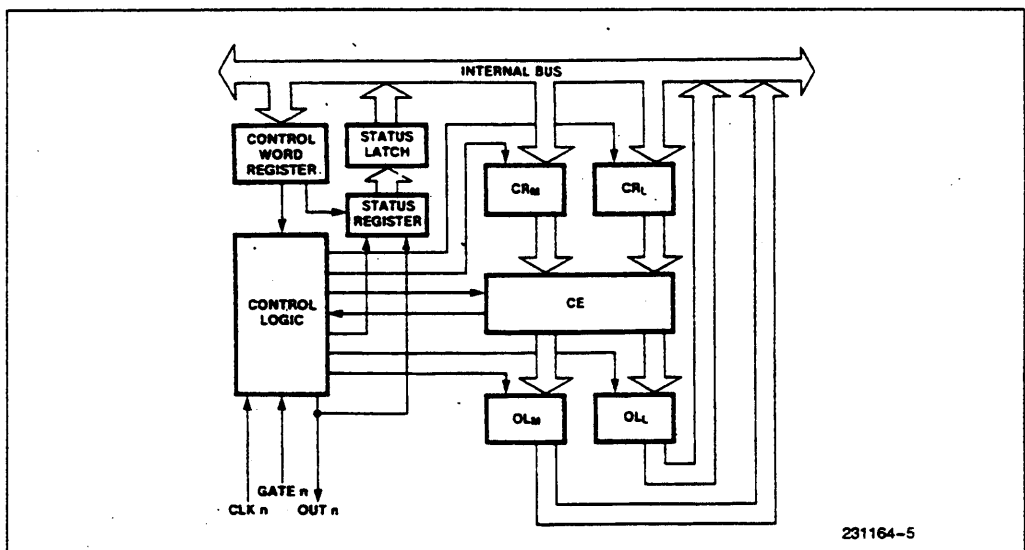 INTERNAL BUS
CONTROL
WORD
REGISTER.
STATUS
LATCH
STATUS
REGISTER
CRM
CRL
CONTROL
LOGIC
CE
OLM
OLL
CLK n
GATE n
OUT n
231164-5